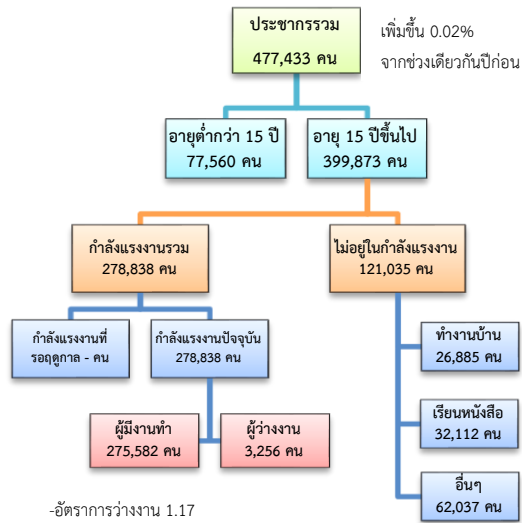 ประชากรรวม
477,433 คน
เพิ่มขึ้น 0.02%
จากช่วงเดียวกันปีก่อน
อายุต่ำกว่า 15 ปี
77,560 คน
อายุ 15 ปีขึ้นไป
399,873 คน
กำลังแรงงานรวม
278,838 คน
ไม่อยู่ในกำลังแรงงาน
121,035 คน
กำลังแรงงานที่
รอฤดูกาล - คน
กำลังแรงงานปัจจุบัน
278,838 คน
ทำงานบ้าน
26,885 คน
เรียนหนังสือ
32,112 คน
อื่นๆ
62,037 คน
ผู้มีงานทำ
275,582 คน
ผู้ว่างงาน
3,256 คน
-อัตราการว่างงาน 1.17